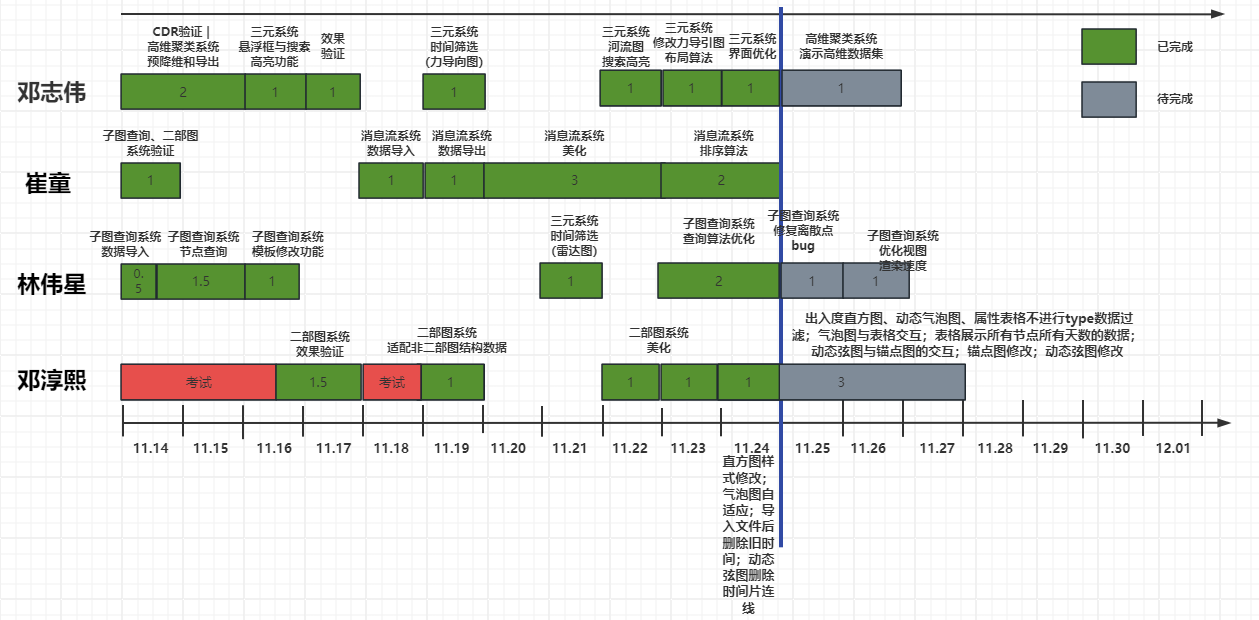 CDR验证 |
高维聚类系统
预降维和导出
三元系统
悬浮框与搜索
高亮功能
效果
验证
三元系统
时间筛选
(力导向图)
三元系统
河流图
搜索高亮
三元系统
修改力导引图
布局算法
三元系统
界面优化
高维聚类系统
演示高维数据集
已完成
待完成
邓志伟
2
1
1
1
1
1
1
1
子图查询、二部图
系统验证
消息流系统
数据导入
消息流系统
数据导出
消息流系统
美化
消息流系统
排序算法
崔童
1
1
1
3
2
子图查询系统
数据导入
子图查询系统
节点查询
子图查询系统
模板修改功能
三元系统
时间筛选
(雷达图)
子图查询系统
查询算法优化
子图查询系统
修复离散点
bug
子图查询系统
优化视图
渲染速度
林伟星
0.
5
1.5
1
1
2
1
1
二部图系统
效果验证
二部图系统
适配非二部图结构数据
二部图系统
美化
出入度直方图、动态气泡图、属性表格不进行type数据过
滤；气泡图与表格交互；表格展示所有节点所有天数的数据；
动态弦图与锚点图的交互；锚点图修改；动态弦图修改
邓淳熙
考试
1.5
考试
1
1
1
1
3
11.14
11.15
11.16
11.17
11.18
11.19
11.20
11.21
11.22
11.23
11.24
11.25
11.26
11.27
11.28
11.29
11.30
12.01
直方图样
式修改；
气泡图自
适应；导
入文件后
删除旧时
间；动态
弦图删除
时间片连
线